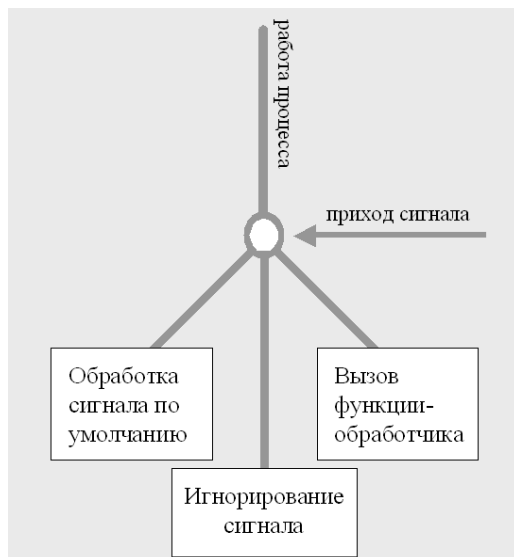 работа процесса
приход сигнала
Обработка
сигнала по
умолчанию
Вызов
функции-
обработчика
Игнорирование
сигнала